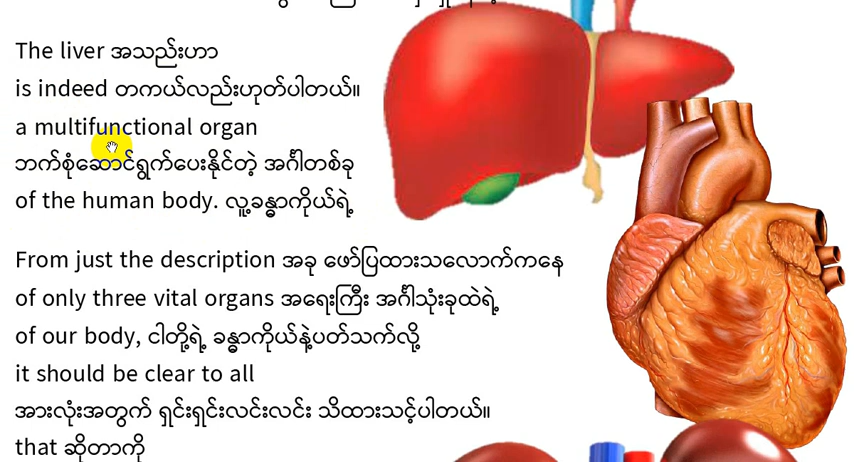 The liver အသည်းဟာ
is indeed တကယ်လည်းဟုတ်ပါတယ်။
a multifunctional organ
ဘက်စုံဆောင်ရွက်ပေးနိုင်တဲ့ အင်္ဂါတစ်ခု
of the human body. လူ့ခန္ဓာကိုယ်ရဲ့
From just the description အခု ဖော်ပြထားသလောက်ကနေ
of only three vital organs အရေးကြီး အင်္ဂါသုံးခုထဲရဲ့
of our body, ငါတို့ရဲ့ ခန္ဓာကိုယ်နဲ့ပတ်သက်လို့
it should be clear to all
အားလုံးအတွက် ရှင်းရှင်းလင်းလင်း သိထားသင့်ပါတယ်။
that ဆိုတာကို